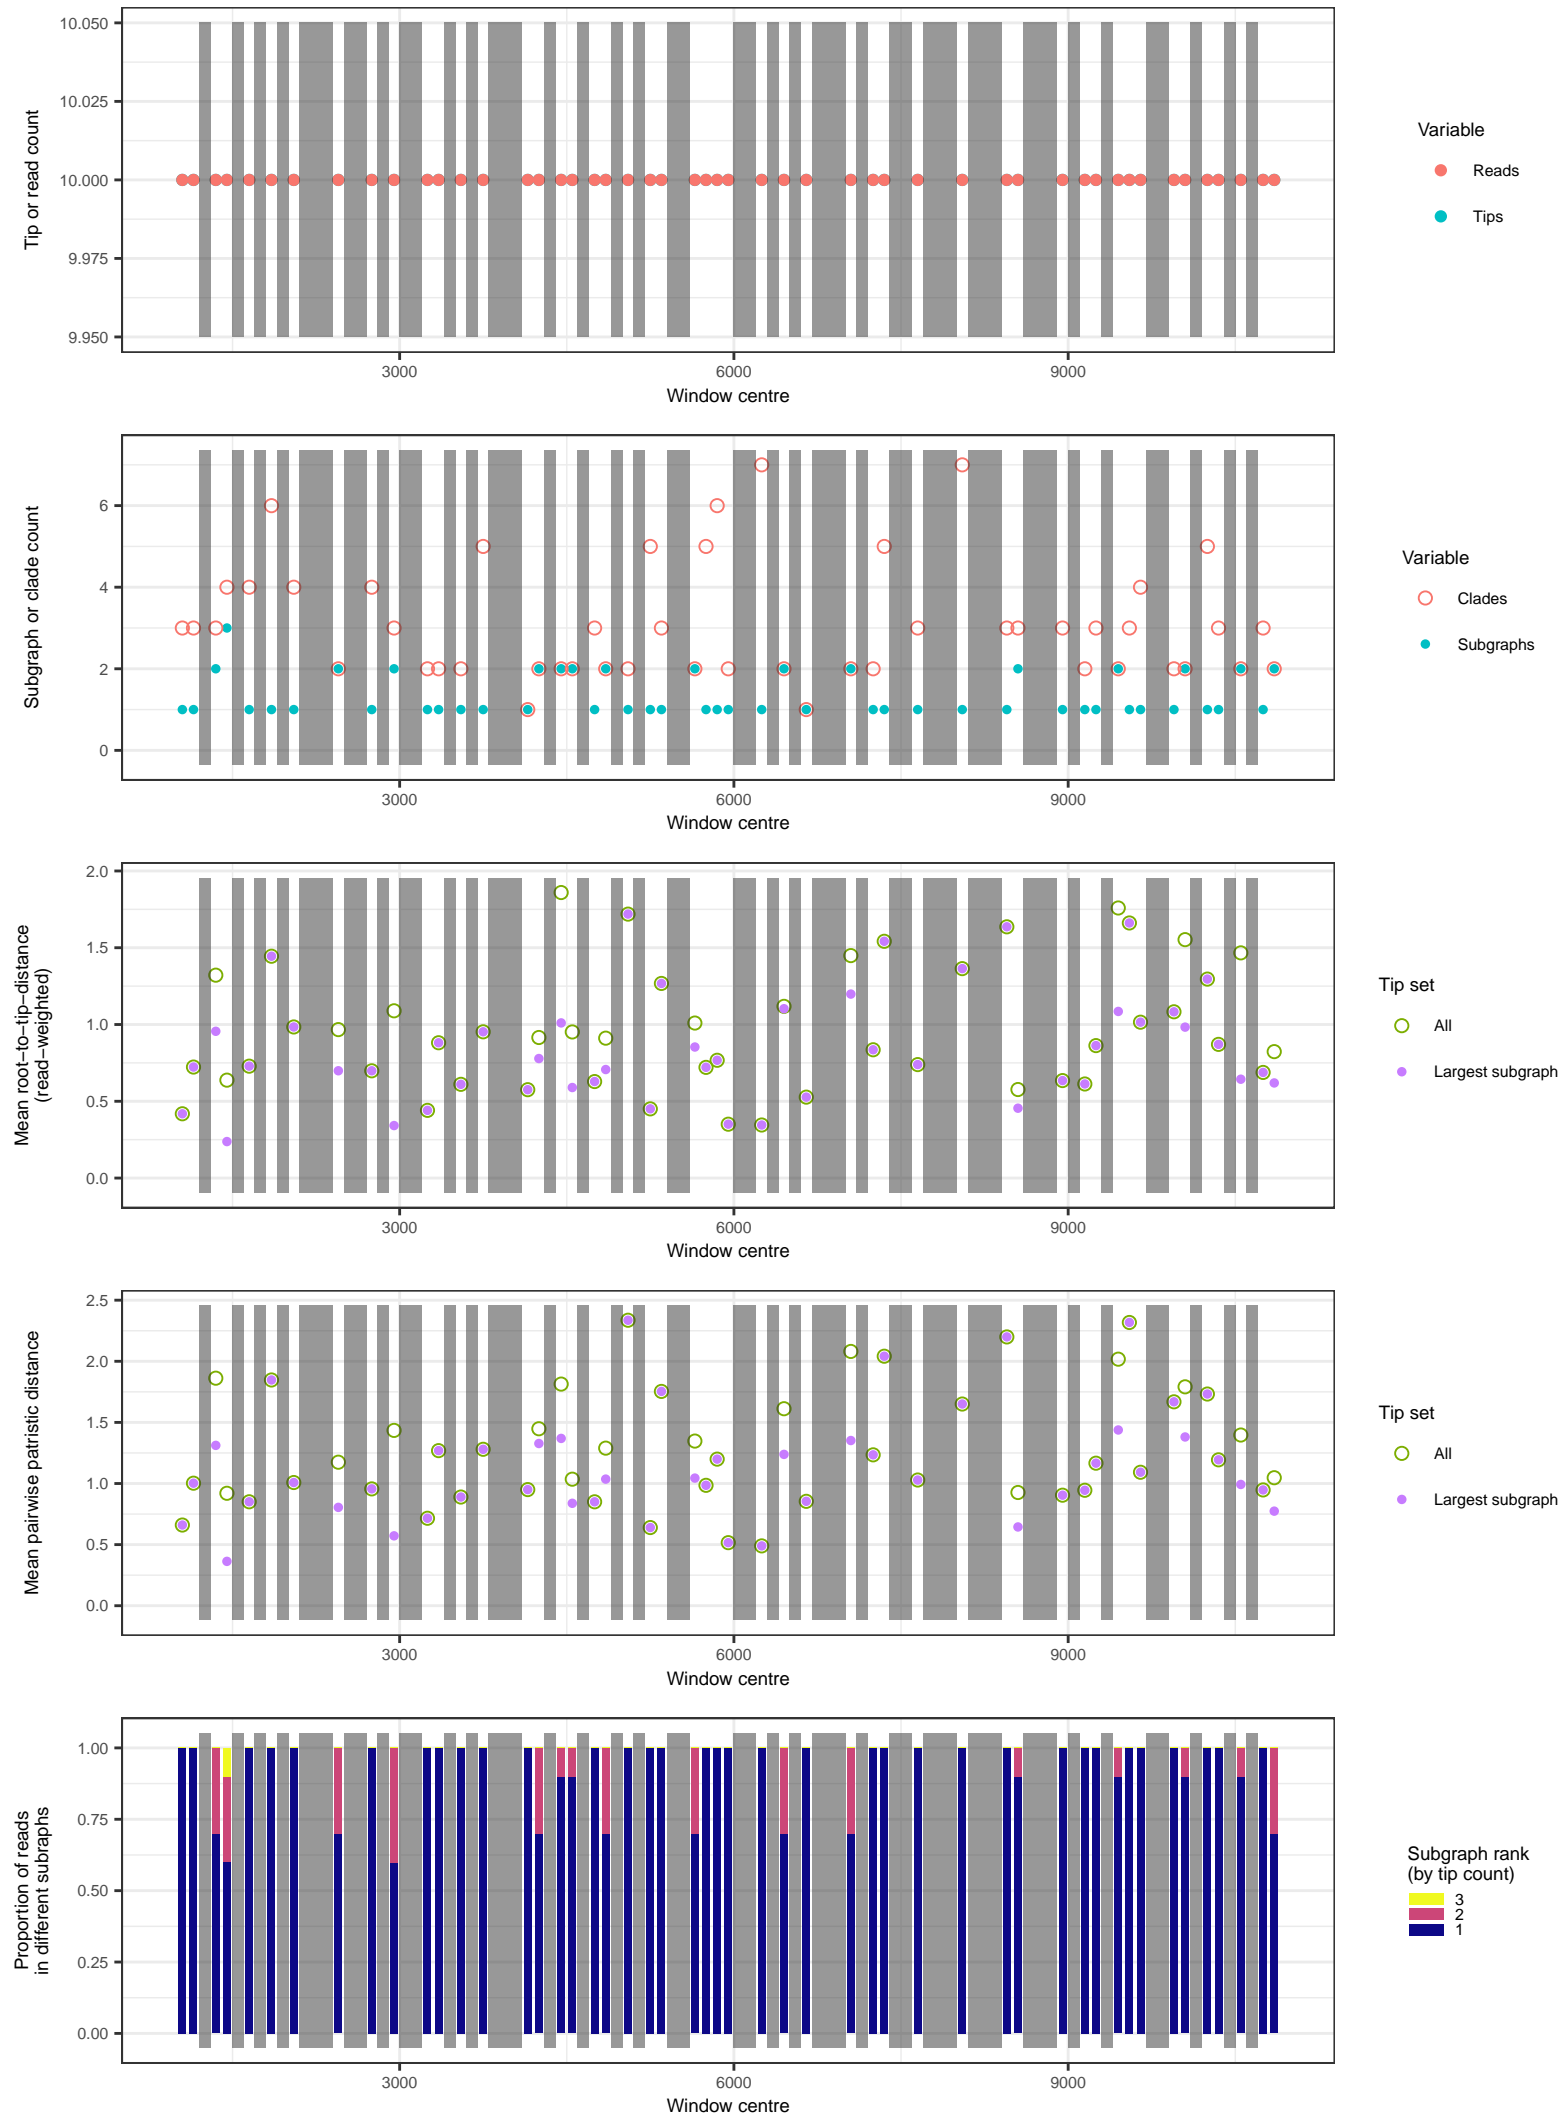 10.050
10.025
10.000
9.975
9.950
Tip or read count
3000 6000 9000
Window centre
Variable
Reads
Tips
6
4
2
0
Subgraph or clade count
3000 6000 9000
Window centre
Variable
Clades
Subgraphs
2.0
1.5
1.0
0.5
0.0
Mean root−to−tip−distance
(read−weighted)
3000 6000 9000
Window centre
Tip set
All
Largest subgraph
2.5
2.0
1.5
1.0
0.5
0.0
Mean pairwise patristic distance
3000 6000 9000
Window centre
Tip set
All
Largest subgraph
1.00
0.75
0.50
0.25
0.00
Proportion of reads
in different subraphs
3000 6000 9000
Window centre
Subgraph rank
(by tip count)
3
2
1